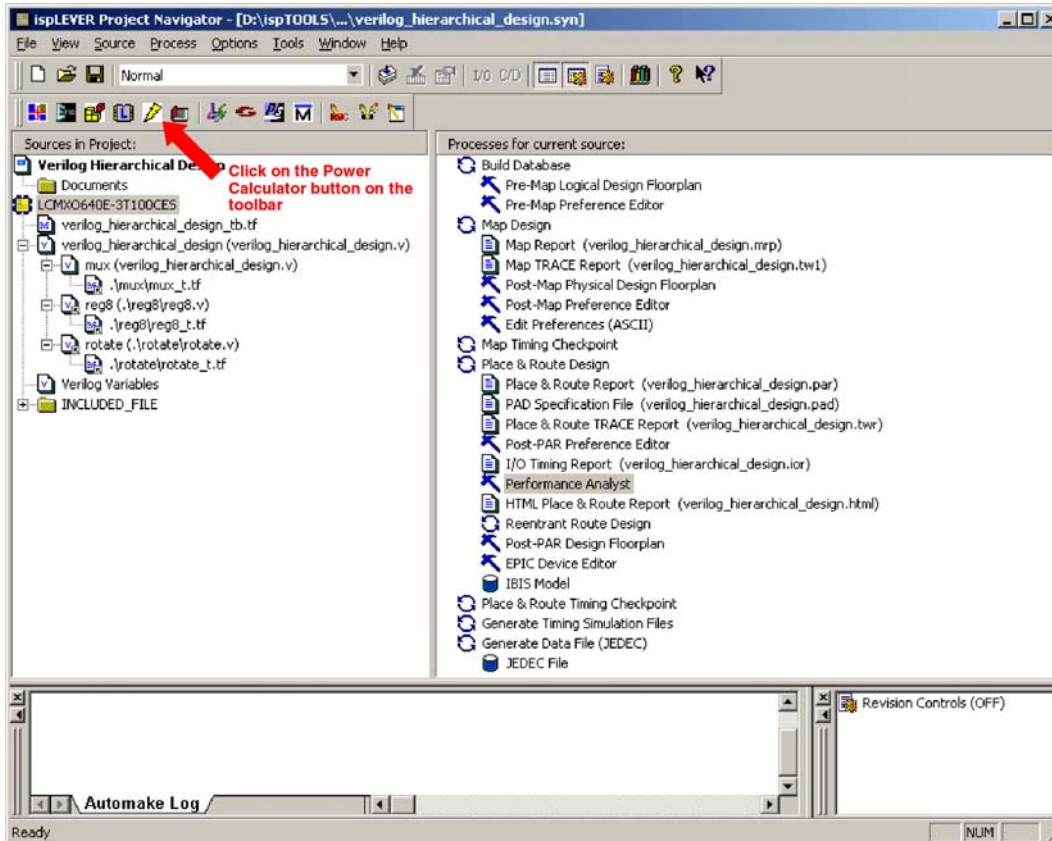 ispLEVER Project Navigator - [D:\ispTOOLS\...\verilog_hierarchical_design.syn]
File View Source Process Options Tools Window Help
Normal
I/O C/D
Sources in Project:
Verilog Hierarchical Design
Documents
LCMXO640E-3T100CES
verilog_hierarchical_design_tb.tf
verilog_hierarchical_design (verilog_hierarchical_design.v)
mux (verilog_hierarchical_design.v)
.\mux\mux_t.tf
reg8 (.\reg8\reg8.v)
.\reg8\reg8_t.tf
rotate (.\rotate\rotate.v)
.\rotate\rotate_t.tf
Verilog Variables
INCLUDED_FILE
Click on the Power
Calculator button on the
toolbar
Processes for current source:
Build Database
Pre-Map Logical Design Floorplan
Pre-Map Preference Editor
Map Design
Map Report (verilog_hierarchical_design.mrp)
Map TRACE Report (verilog_hierarchical_design.tw1)
Post-Map Physical Design Floorplan
Post-Map Preference Editor
Edit Preferences (ASCII)
Map Timing Checkpoint
Place & Route Design
Place & Route Report (verilog_hierarchical_design.par)
PAD Specification File (verilog_hierarchical_design.pad)
Place & Route TRACE Report (verilog_hierarchical_design.twr)
Post-PAR Preference Editor
I/O Timing Report (verilog_hierarchical_design.ior)
Performance Analyst
HTML Place & Route Report (verilog_hierarchical_design.html)
Reentrant Route Design
Post-PAR Design Floorplan
EPIC Device Editor
IBIS Model
Place & Route Timing Checkpoint
Generate Timing Simulation Files
Generate Data File (JEDEC)
JEDEC File
Automake Log
Revision Controls (OFF)
Ready
NUM